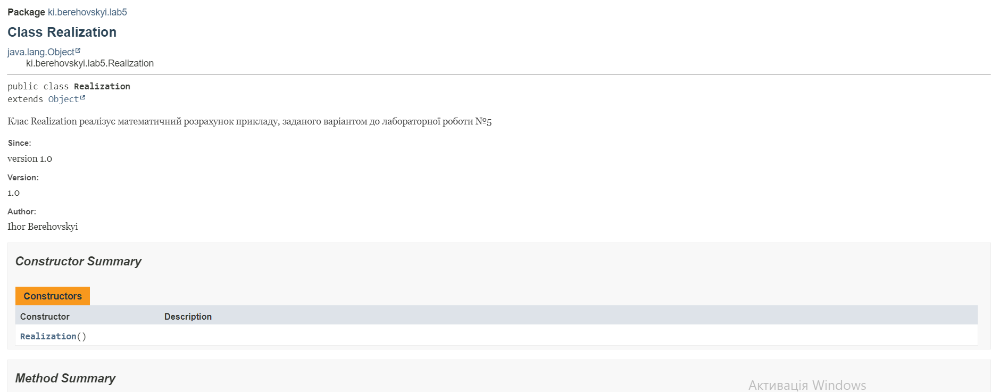 Package ki.berehovskyi.lab5
Class Realization
java.lang.Object
ki.berehovskyi.lab5.Realization
public class Realization
extends Object
Клас Realization реалізує математичний розрахунок прикладу, заданого варіантом до лабораторної роботи №5
Since:
version 1.0
Version:
1.0
Author:
Ihor Berehovskyi
Constructor Summary
Constructors
Constructor Description
Realization()
Method Summary
Активація Windows